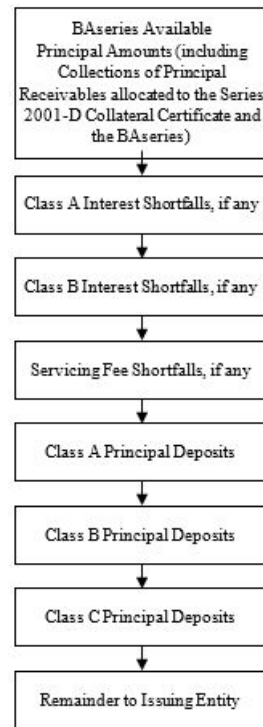 BAseries Available
Principal Amounts (including
Collections of Principal
Receivables allocated to the Series
2001-D Collateral Certificate and
the BAseries)
Class A Interest Shortfalls, if any
Class B Interest Shortfalls, if any
Servicing Fee Shortfalls, if any
Class A Principal Deposits
Class B Principal Deposits
Class C Principal Deposits
Remainder to Issuing Entity